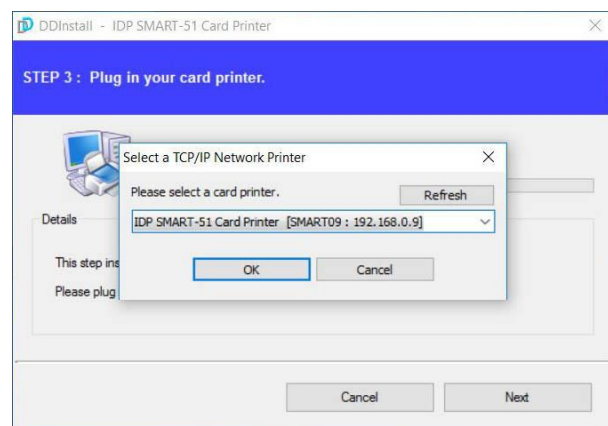 DDInstall - IDP SMART-51 Card Printer
STEP 3 : Plug in your card printer.
Select a TCP/IP Network Printer
Please select a card printer.
Refresh
IDP SMART-51 Card Printer [SMART09 : 192.168.0.9]
OK Cancel
Details
This step ins
Please plug
Cancel Next